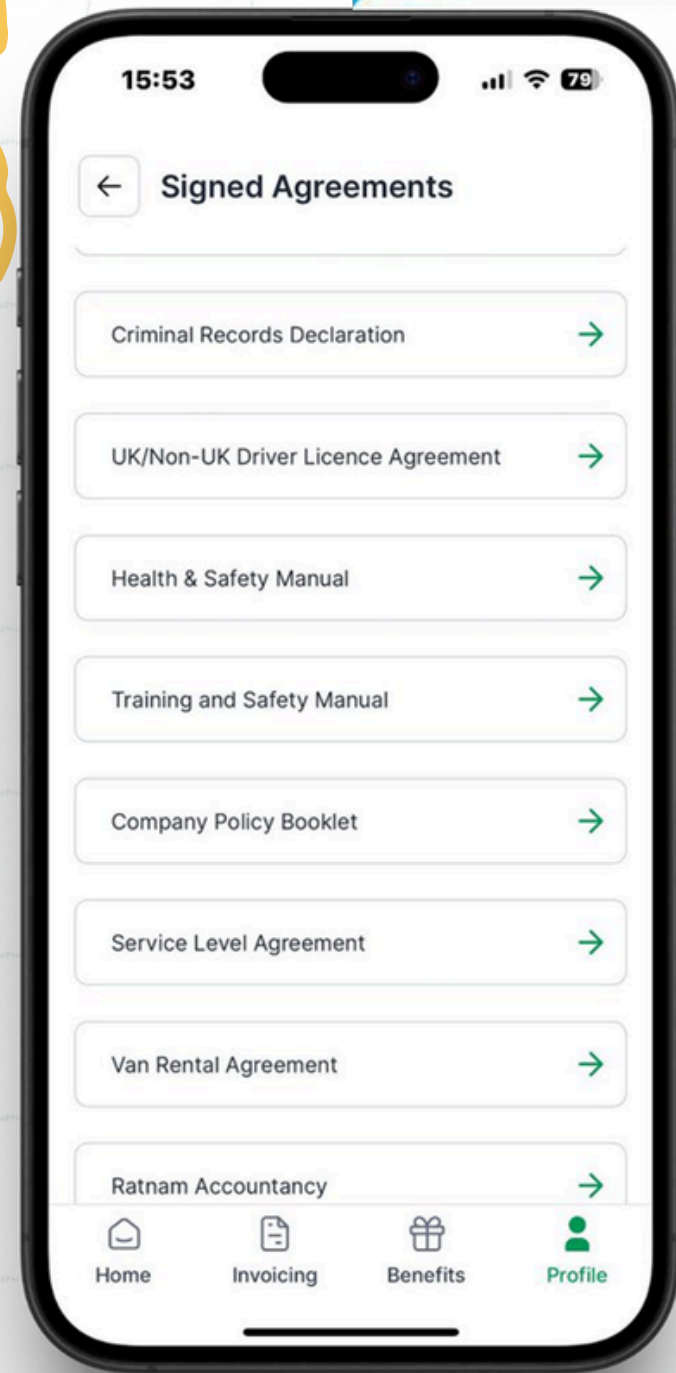 15:53
79
Signed Agreements
Criminal Records Declaration
UK/Non-UK Driver Licence Agreement
Health & Safety Manual
Training and Safety Manual
Company Policy Booklet
Service Level Agreement
Van Rental Agreement
Ratnam Accountancy
Home Invoicing Benefits Profile